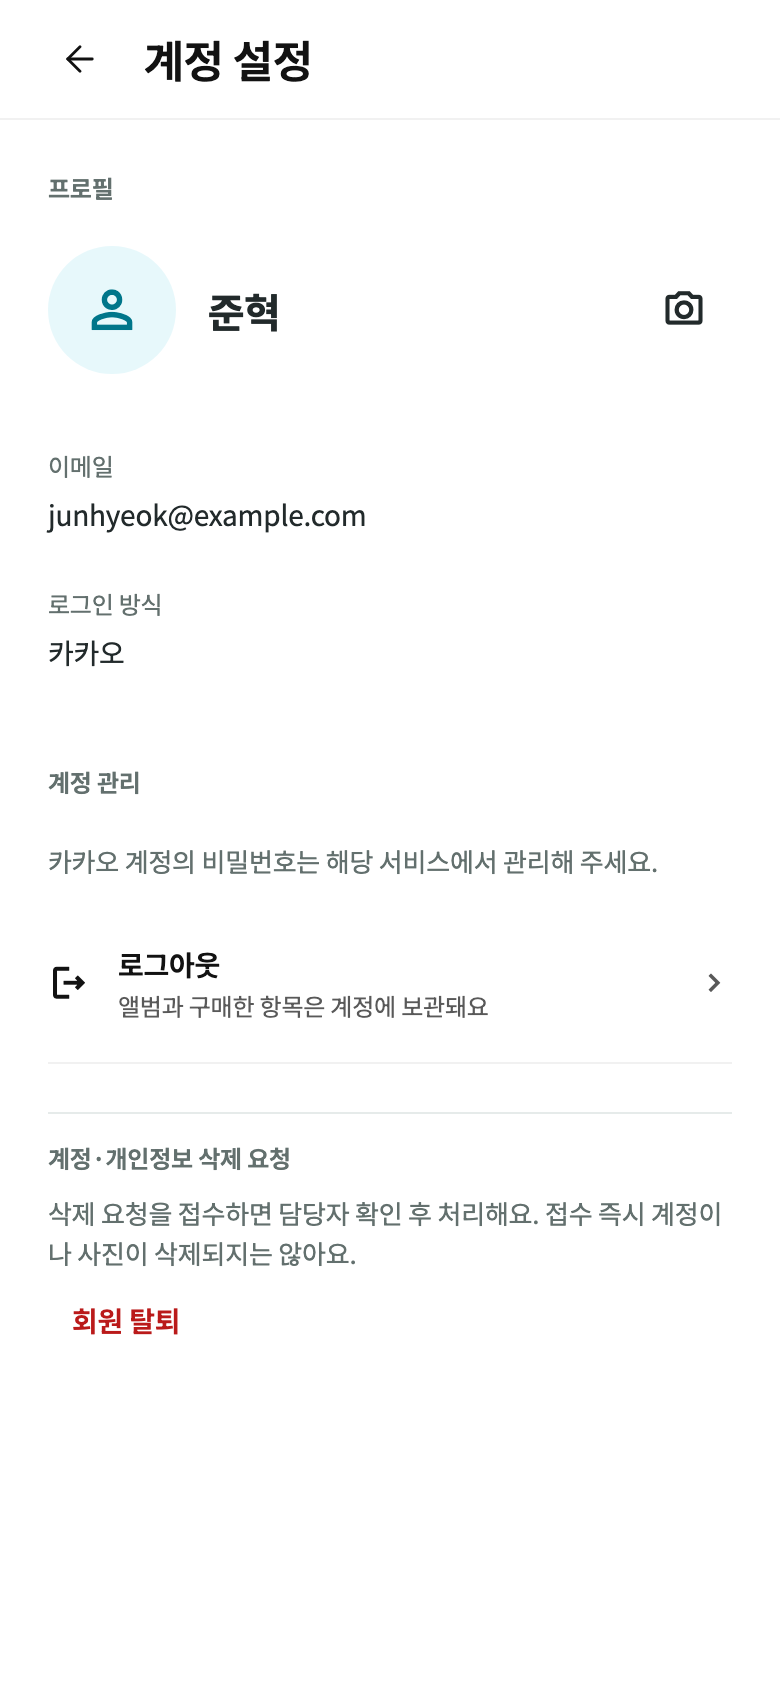 계정 설정
프로필
준혁
이메일
junhyeok@example.com
로그인 방식
카카오
계정 관리
카카오 계정의 비밀번호는 해당 서비스에서 관리해 주세요.
로그아웃
앨범과 구매한 항목은 계정에 보관돼요
계정·개인정보 삭제 요청
삭제 요청을 접수하면 담당자 확인 후 처리해요. 접수 즉시 계정이
나 사진이 삭제되지는 않아요.
회원 탈퇴